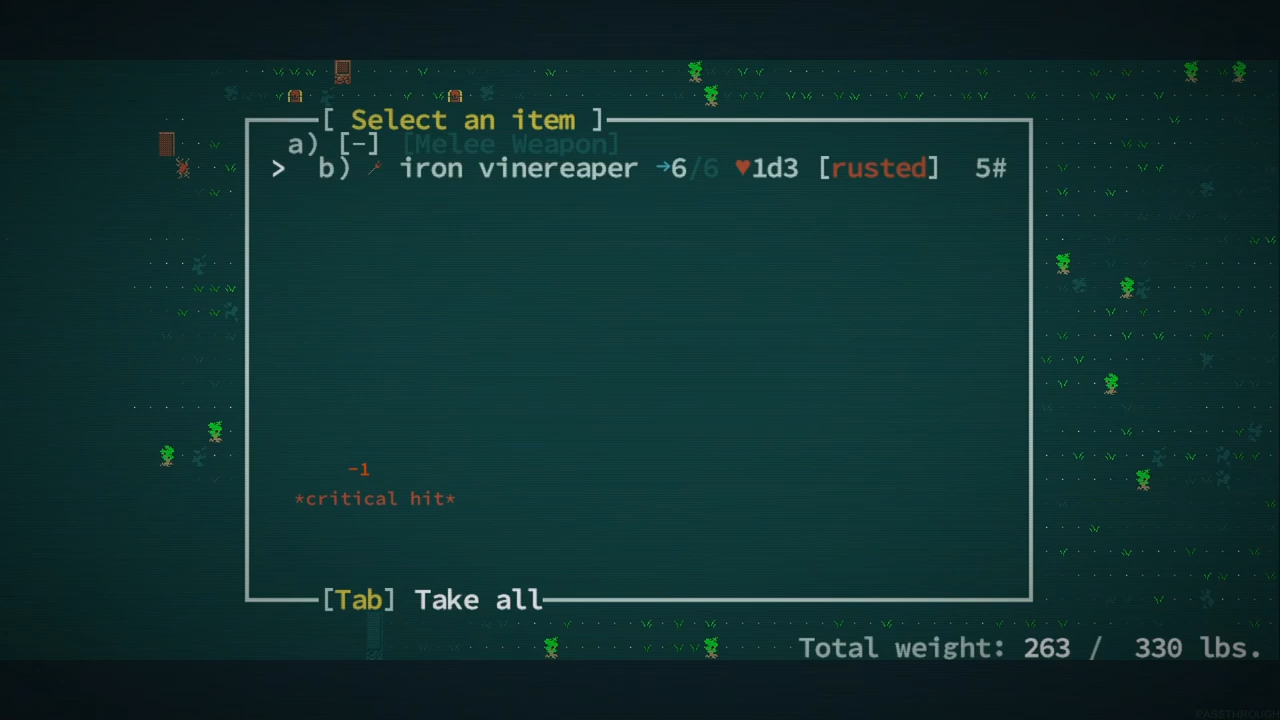 [ Select an item ]
a) [-] [Melee Weapon]
> b) iron vinereaper →6/6 ♥1d3 [rusted] 5#
-1
*critical hit*
[Tab] Take all
Total weight: 263 / 330 lbs.